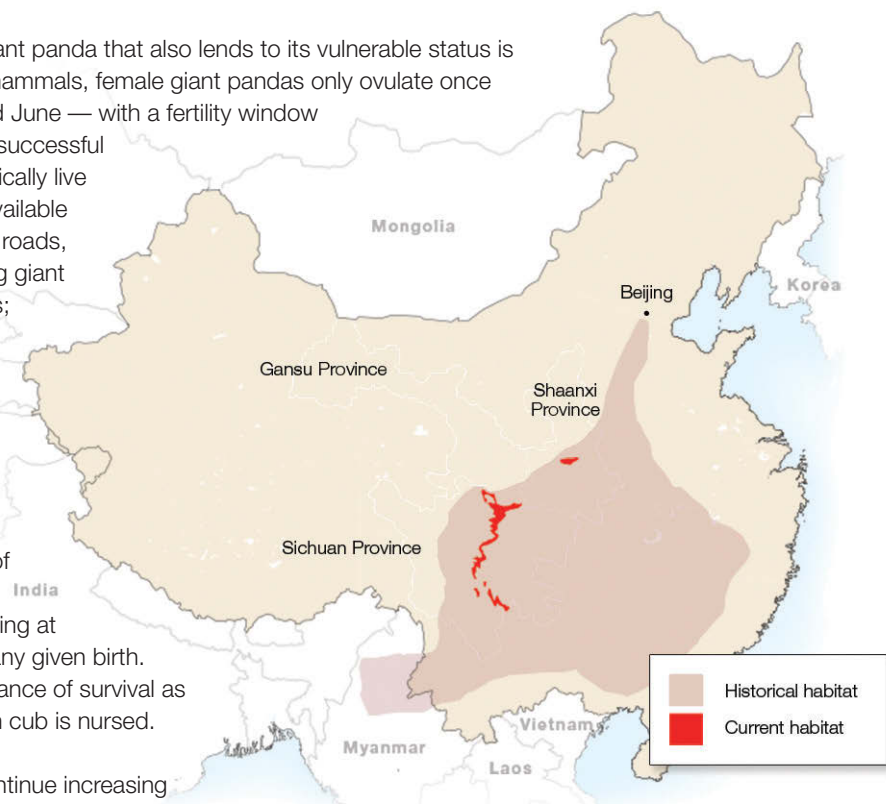 ant panda that also lends to its vulnerable status is
nammals, female giant pandas only ovulate once
d June — with a fertility window
successful
ically live
vailable
roads,
g giant
s;
of
ing at
any given birth.
ance of survival as
n cub is nursed.
ntinue increasing
Mongolia
Korea
Beijing
Gansu Province
Shaanxi
Province
Sichuan Province
India
Myanmar
Vietnam
Laos
Historical habitat
Current habitat